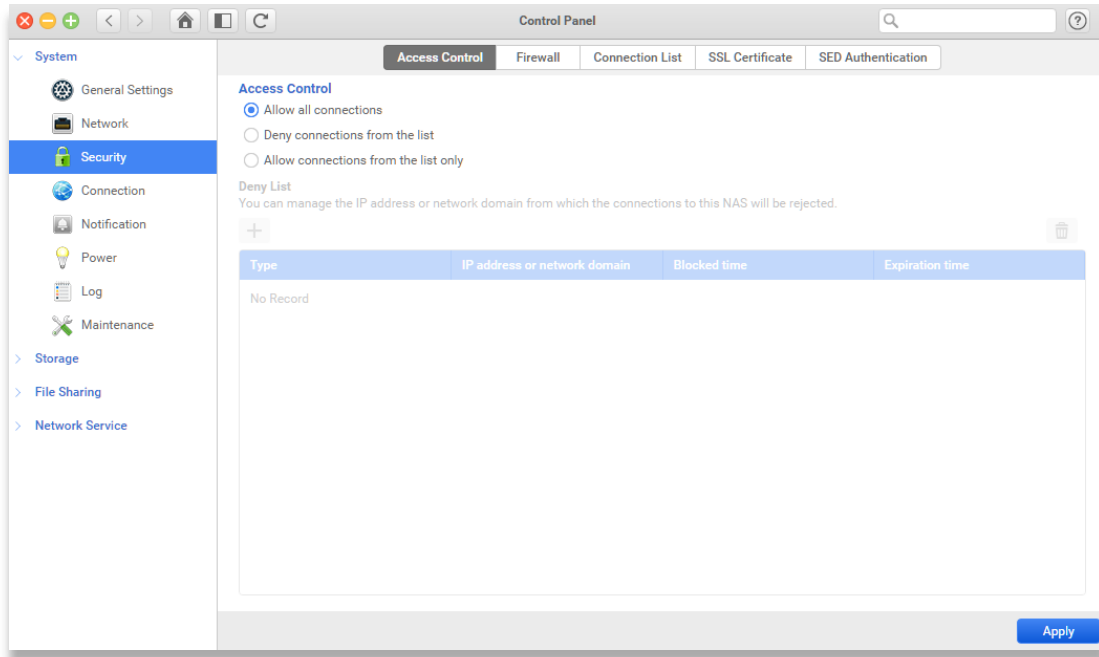 Control Panel
?
System
General Settings
Network
Security
Connection
Notification
Power
Log
Maintenance
Storage
File Sharing
Network Service
Access Control Firewall Connection List SSL Certificate SED Authentication
Access Control
Allow all connections
Deny connections from the list
Allow connections from the list only
Deny List
You can manage the IP address or network domain from which the connections to this NAS will be rejected.
Type IP address or network domain Blocked time Expiration time
No Record
Apply